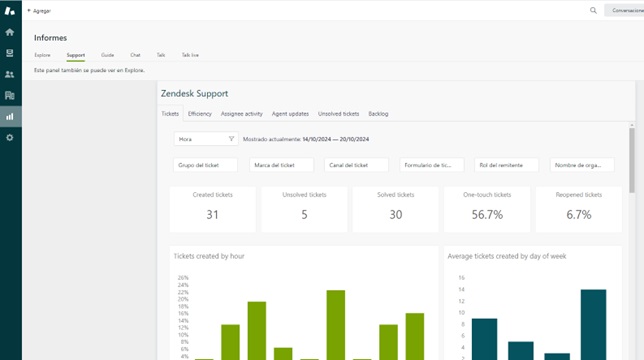 + Agregar
Conversacione
Informes
Explore Support Guide Chat Talk Talk live
Este panel también se puede ver en Explore.
Zendesk Support
Tickets Efficiency Assignee activity Agent updates Unsolved tickets Backlog
Hora Mostrado actualmente: 14/10/2024 — 20/10/2024
Grupo del ticket Marca del ticket Canal del ticket Formulario de tic... Rol del remitente Nombre de orga...
Created tickets Unsolved tickets Solved tickets One-touch tickets Reopened tickets
31 5 30 56.7% 6.7%
Tickets created by hour Average tickets created by day of week
26%
24%
22%
20%
18%
16%
14%
12%
10%
8%
6%
4%
16
14
12
10
8
6
4
2